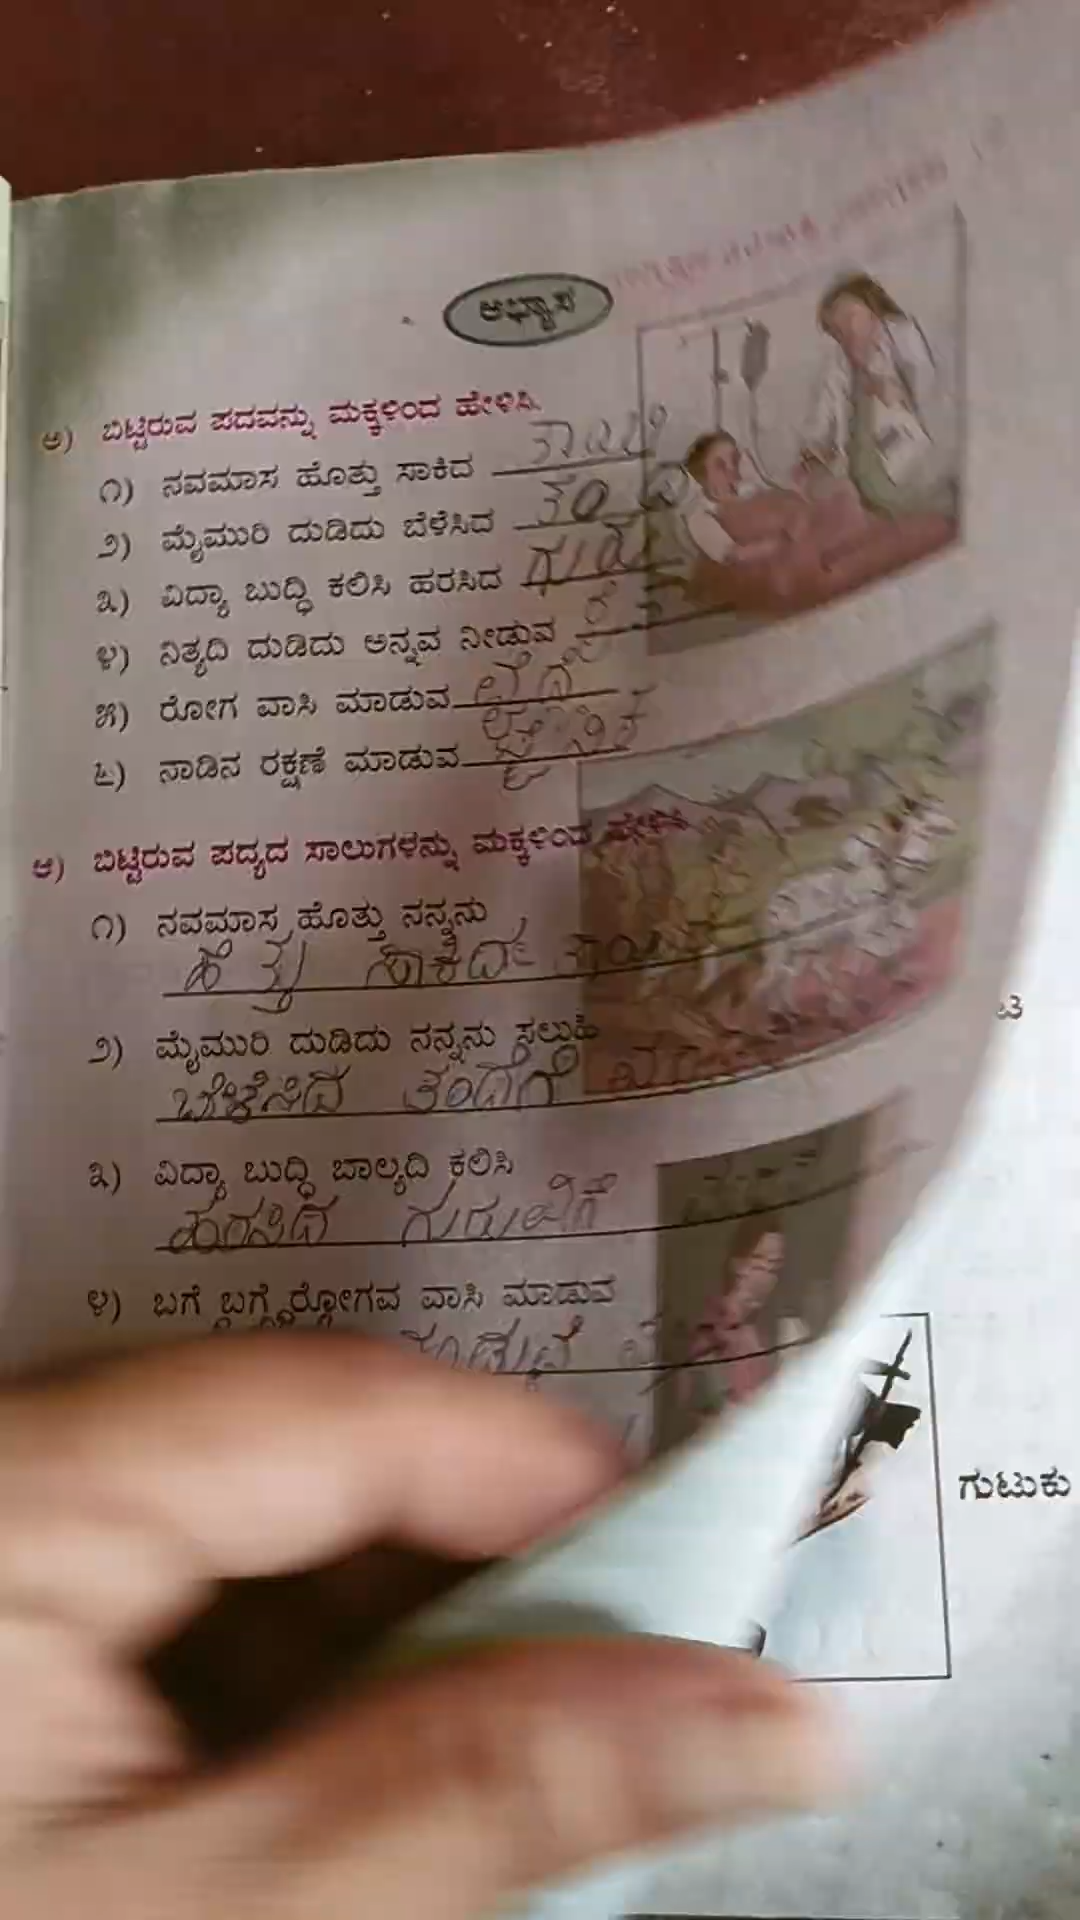 ಅಭ್ಯಾಸ
ಅ) ಬಿಟ್ಟಿರುವ ಪದವನ್ನು ಮಕ್ಕಳಿಂದ ಹೇಳಿಸಿ.
೧) ನವಮಾಸ ಹೊತ್ತು ಸಾಕಿದ ತಾಯಿ
೨) ಮೈಮುರಿ ದುಡಿದು ಬೆಳೆಸಿದ ತಂದೆ
೩) ವಿದ್ಯಾ ಬುದ್ಧಿ ಕಲಿಸಿ ಹರಸಿದ ಗುರು
೪) ನಿತ್ಯದಿ ದುಡಿದು ಅನ್ನವ ನೀಡುವ
೫) ರೋಗ ವಾಸಿ ಮಾಡುವ
೬) ನಾಡಿನ ರಕ್ಷಣೆ ಮಾಡುವ
ಆ) ಬಿಟ್ಟಿರುವ ಪದ್ಯದ ಸಾಲುಗಳನ್ನು ಮಕ್ಕಳಿಂದ ಹೇಳಿಸಿ
೧) ನವಮಾಸ ಹೊತ್ತು ನನ್ನನು
ಹೆತ್ತು ಸಾಕಿದ
೨) ಮೈಮುರಿ ದುಡಿದು ನನ್ನನು ಸಲುಹಿ
ಬೆಳೆಸಿದ ತಂದೆಗೆ
೩) ವಿದ್ಯಾ ಬುದ್ಧಿ ಬಾಲ್ಯದಿ ಕಲಿಸಿ
ಹರಸಿದ ಗುರುವಿಗೆ
೪) ಬಗೆ ಬಗೆ ರೋಗವ ವಾಸಿ ಮಾಡುವ
ಗುಟುಕು